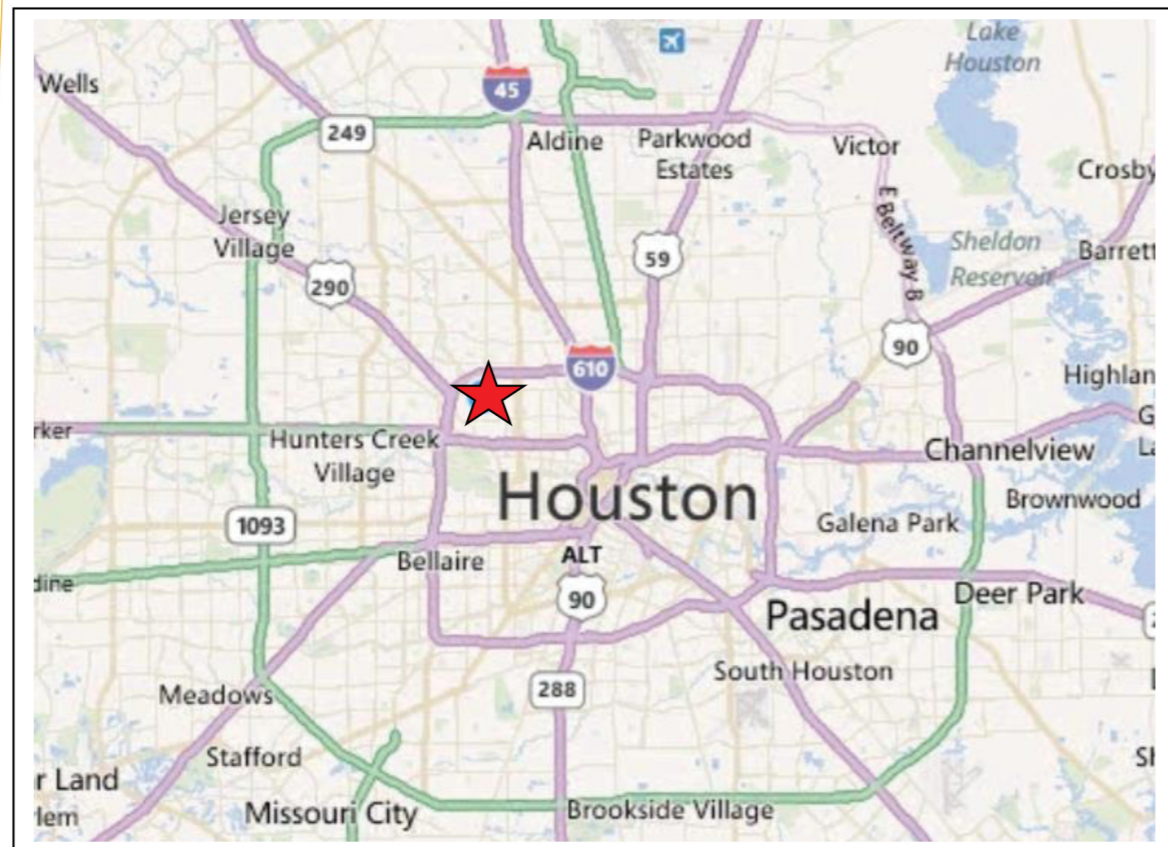 Lake
Houston
Wells
45
249
Aldine
Parkwood
Estates
Victor
Crosby
E Beltway 8
Jersey
Village
Sheldon
Reservoir
Barrett
59
290
90
610
Highlan
rker
Hunters Creek
Village
Channelview
G
La
Houston
Brownwood
1093
Galena Park
ALT
90
Bellaire
dine
Deer Park
Pasadena
South Houston
288
Meadows
Stafford
Sh
r Land
Missouri City
Brookside Village